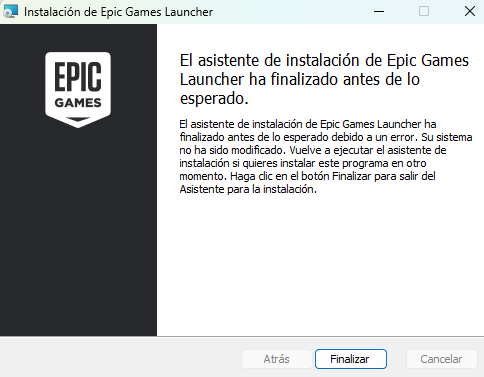 Instalación de Epic Games Launcher
EPIC
GAMES
El asistente de instalación de Epic Games
Launcher ha finalizado antes de lo
esperado.
El asistente de instalación de Epic Games Launcher ha
finalizado antes de lo esperado debido a un error. Su sistema
no ha sido modificado. Vuelve a ejecutar el asistente de
instalación si quieres instalar este programa en otro
momento. Haga clic en el botón Finalizar para salir del
Asistente para la instalación.
Atrás
Finalizar
Cancelar